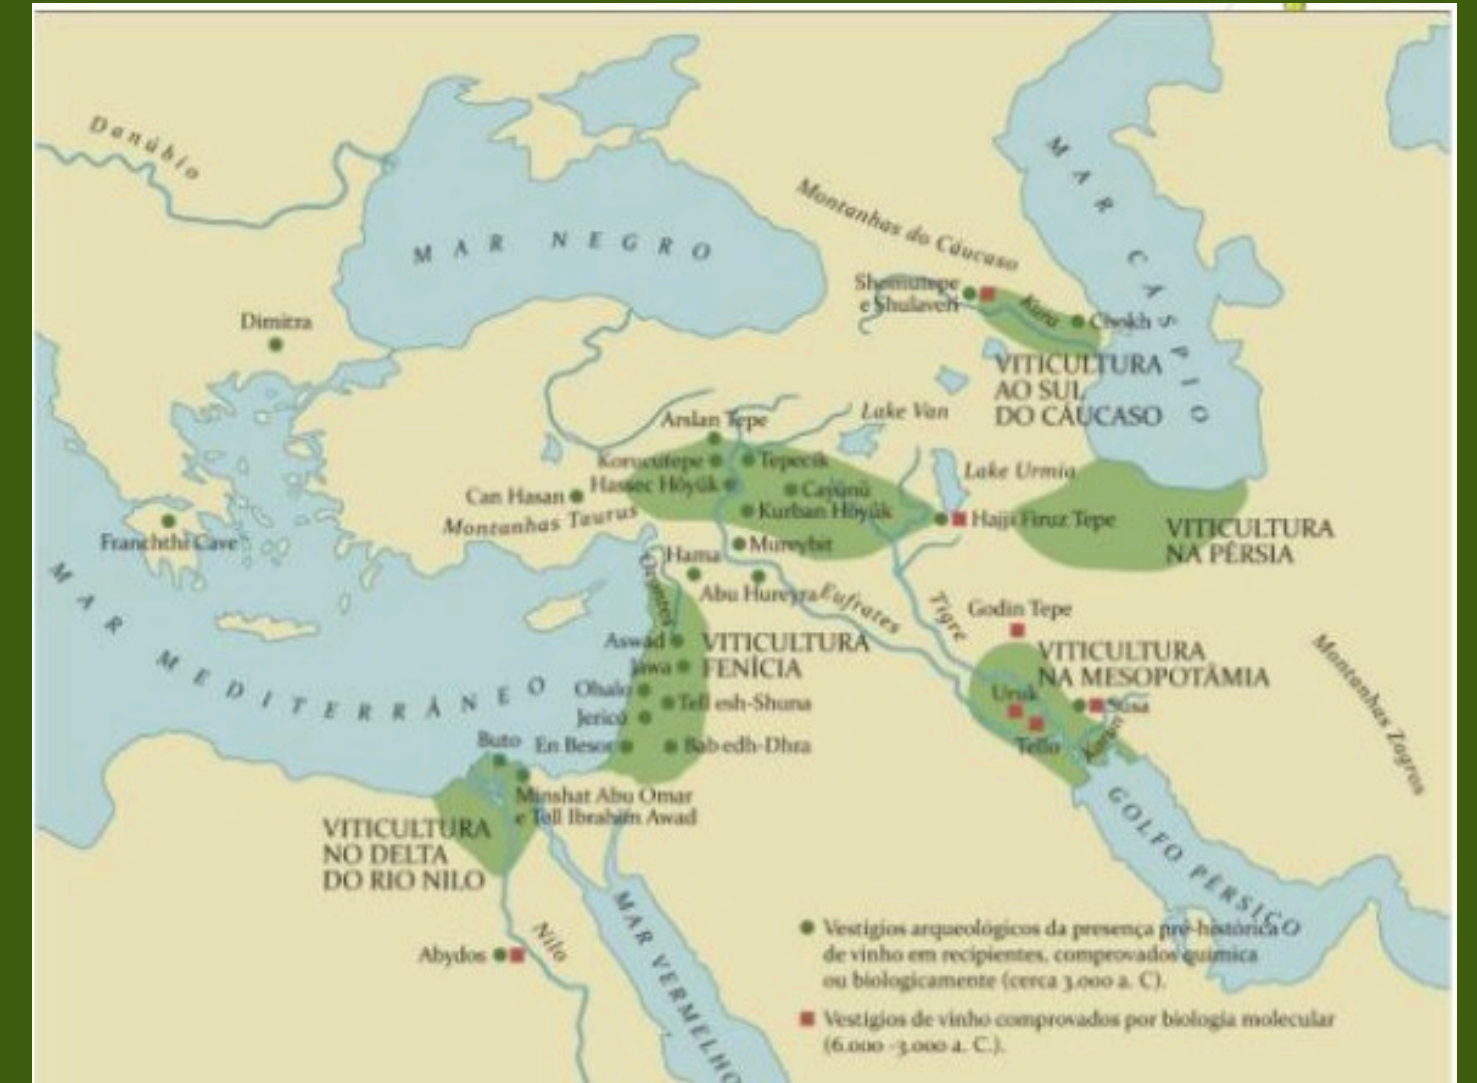 Danúbio
MAR NEGRO
MAR CÁSPIO
Montanhas do Cáucaso
Shomutepe
e Shulaveri
Kura
Chokh
Dimitra
VITICULTURA
AO SUL
DO CÁUCASO
Arslan Tepe
Lake Van
Korucutepe
Tepecik
Lake Urmia
Can Hasan
Hassec Höyük
Cayünü
Montanhas Taurus
Kurban Höyük
Hajji Firuz Tepe
VITICULTURA
NA PÉRSIA
Franchthi Cave
Mureybit
Hama
Orontes
Abu Hureyra
Eufrates
Tigre
Godin Tepe
MAR MEDITERRÂNEO
Aswad
VITICULTURA
FENÍCIA
Jawa
VITICULTURA
NA MESOPOTÂMIA
Montanhas Zagros
Ohalo
Tell esh-Shuna
Uruk
Susa
Jericó
Tello
Buto
En Besor
Bab edh-Dhra
Minshat Abu Omar
e Tell Ibrahim Awad
VITICULTURA
NO DELTA
DO RIO NILO
GOLFO PÉRSICO
MAR VERMELHO
Nilo
Abydos
Vestígios arqueológicos da presença pré-histórica
de vinho em recipientes, comprovados química
ou biologicamente (cerca 3.000 a. C).
Vestígios de vinho comprovados por biologia molecular
(6.000 -3.000 a. C.).